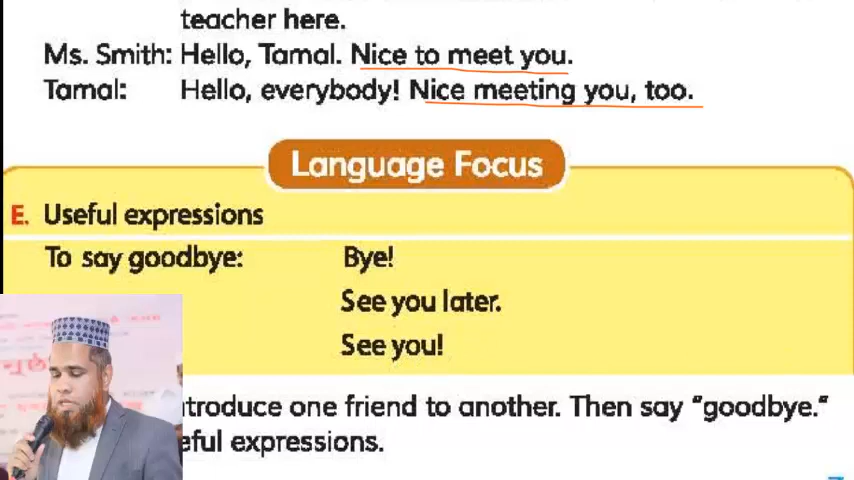 teacher here.
Ms. Smith: Hello, Tamal. Nice to meet you.
Tamal: Hello, everybody! Nice meeting you, too.
Language Focus
E. Useful expressions
To say goodbye: Bye!
See you later.
See you!
troduce one friend to another. Then say “goodbye.“
eful expressions.